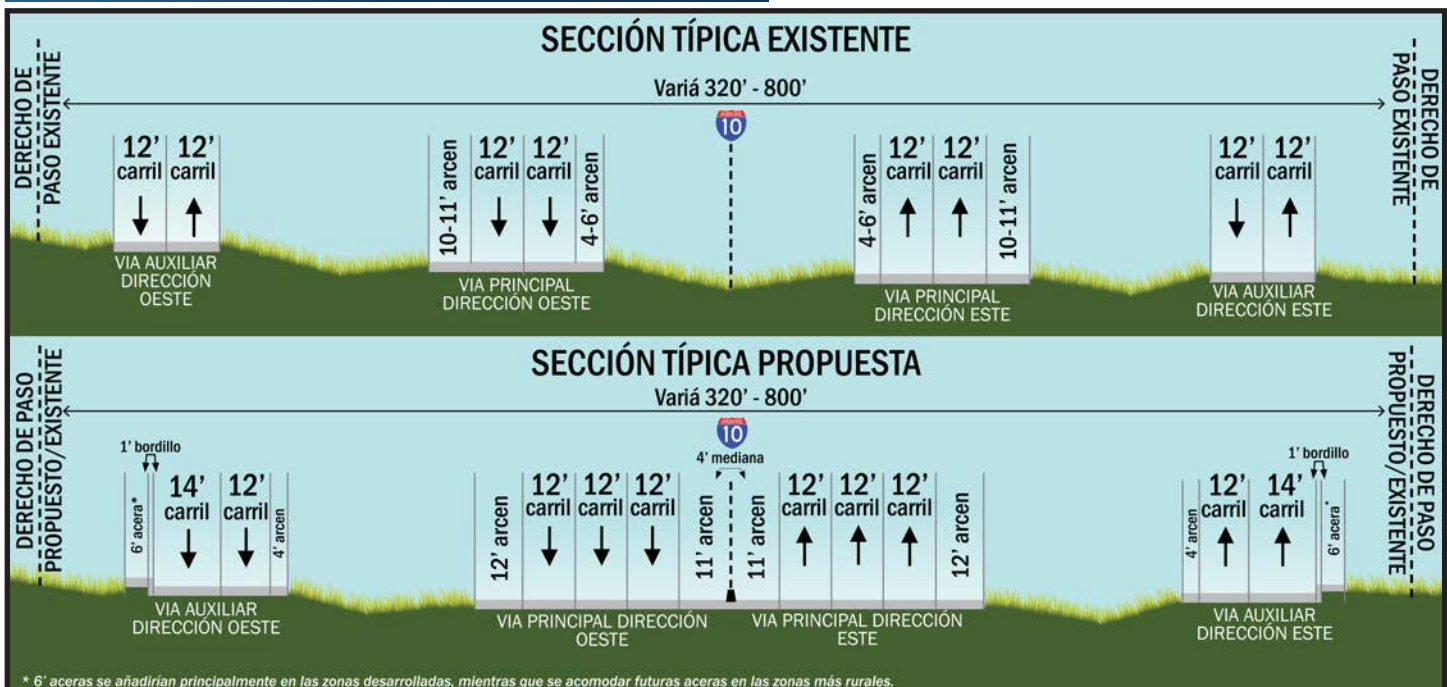 SECCIÓN TÍPICA EXISTENTE
Variá 320' - 800'
DERECHO DE
PASO EXISTENTE
INTERSTATE
10
PASO EXISTENTE
DERECHO DE
12'
carril
12'
carril
VIA AUXILIAR
DIRECCIÓN
OESTE
10-11' arcen
12'
carril
12'
carril
4-6' arcen
VIA PRINCIPAL
DIRECCIÓN OESTE
4-6' arcen
12'
carril
12'
carril
10-11' arcen
VIA PRINCIPAL
DIRECCIÓN ESTE
12'
carril
12'
carril
VIA AUXILIAR
DIRECCIÓN ESTE
SECCIÓN TÍPICA PROPUESTA
Variá 320' - 800'
DERECHO DE PASO
PROPUESTO/EXISTENTE
10
4' mediana
PROPUESTO/EXISTENTE
DERECHO DE PASO
1' bordillo
6' acera*
14'
carril
12'
carril
4' arcen
VIA AUXILIAR
DIRECCIÓN OESTE
12' arcen
12'
carril
12'
carril
12'
carril
11' arcen
VIA PRINCIPAL DIRECCIÓN
OESTE
11' arcen
12'
carril
12'
carril
12'
carril
12' arcen
VIA PRINCIPAL DIRECCIÓN
ESTE
4' arcen
12'
carril
14'
carril
1' bordillo
6' acera*
VIA AUXILIAR
DIRECCIÓN ESTE
* 6' aceras se añadirían principalmente en las zonas desarrolladas, mientras que se acomodar futuras aceras en las zonas más rurales.